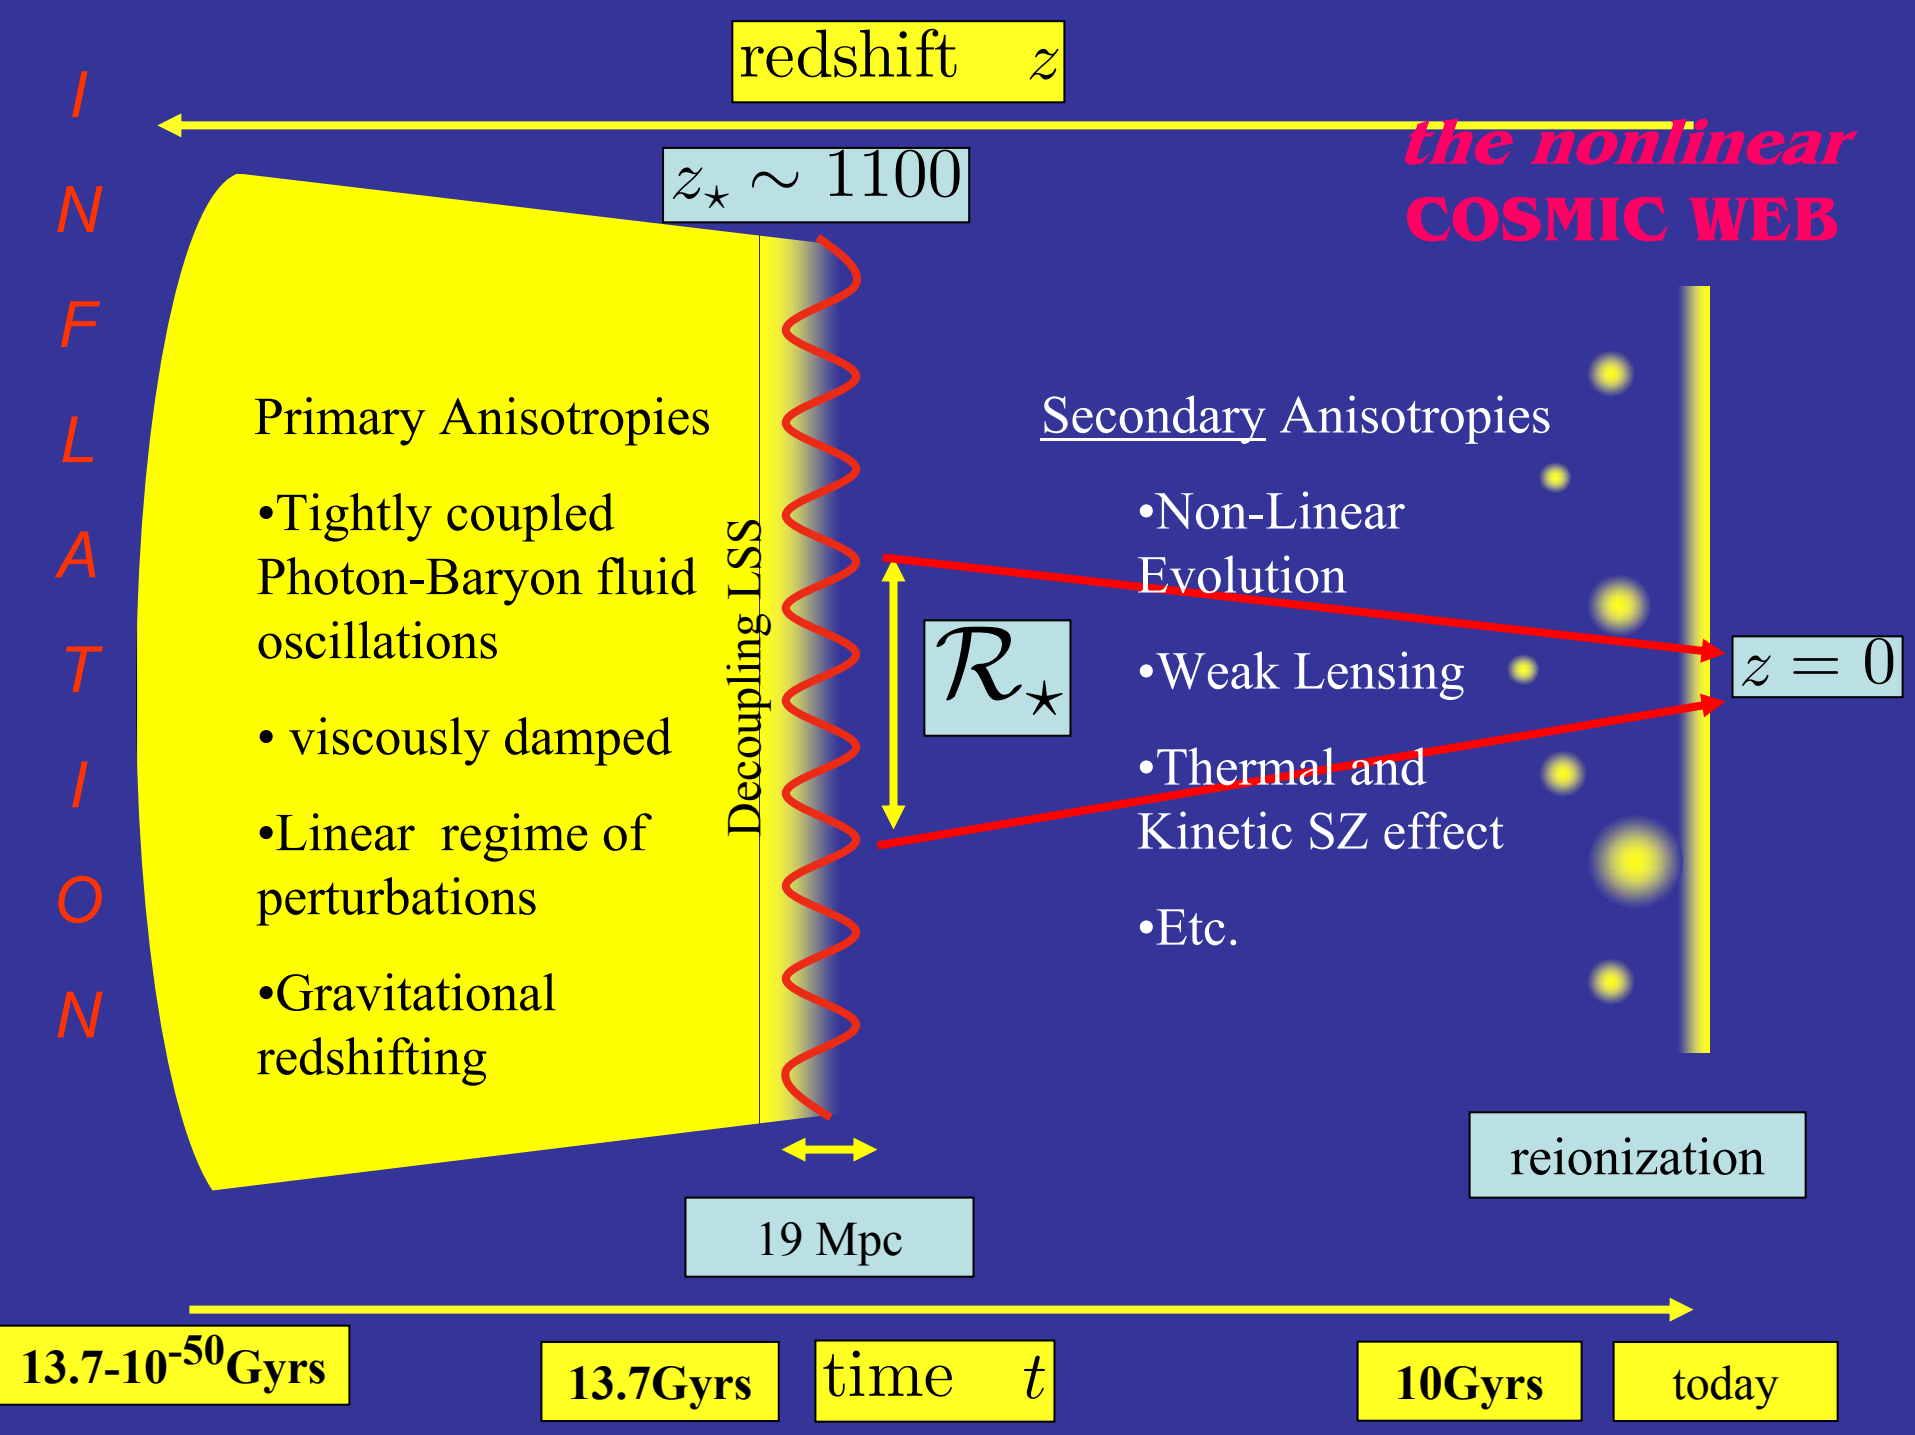 redshift z
I
N
F
L
A
T
I
O
N
the nonlinear
COSMIC WEB
z⋆ ∼ 1100
Primary Anisotropies
•Tightly coupled
Photon-Baryon fluid
oscillations
• viscously damped
•Linear regime of
perturbations
•Gravitational
redshifting
Decoupling LSS
R⋆
Secondary Anisotropies
•Non-Linear
Evolution
•Weak Lensing
•Thermal and
Kinetic SZ effect
•Etc.
z = 0
reionization
19 Mpc
13.7-10^-50Gyrs
13.7Gyrs
time t
10Gyrs
today